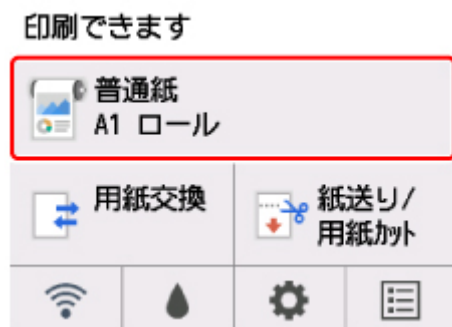 印刷できます
普通紙
A1 ロール
用紙交換
紙送り/
用紙ｶｯﾄ